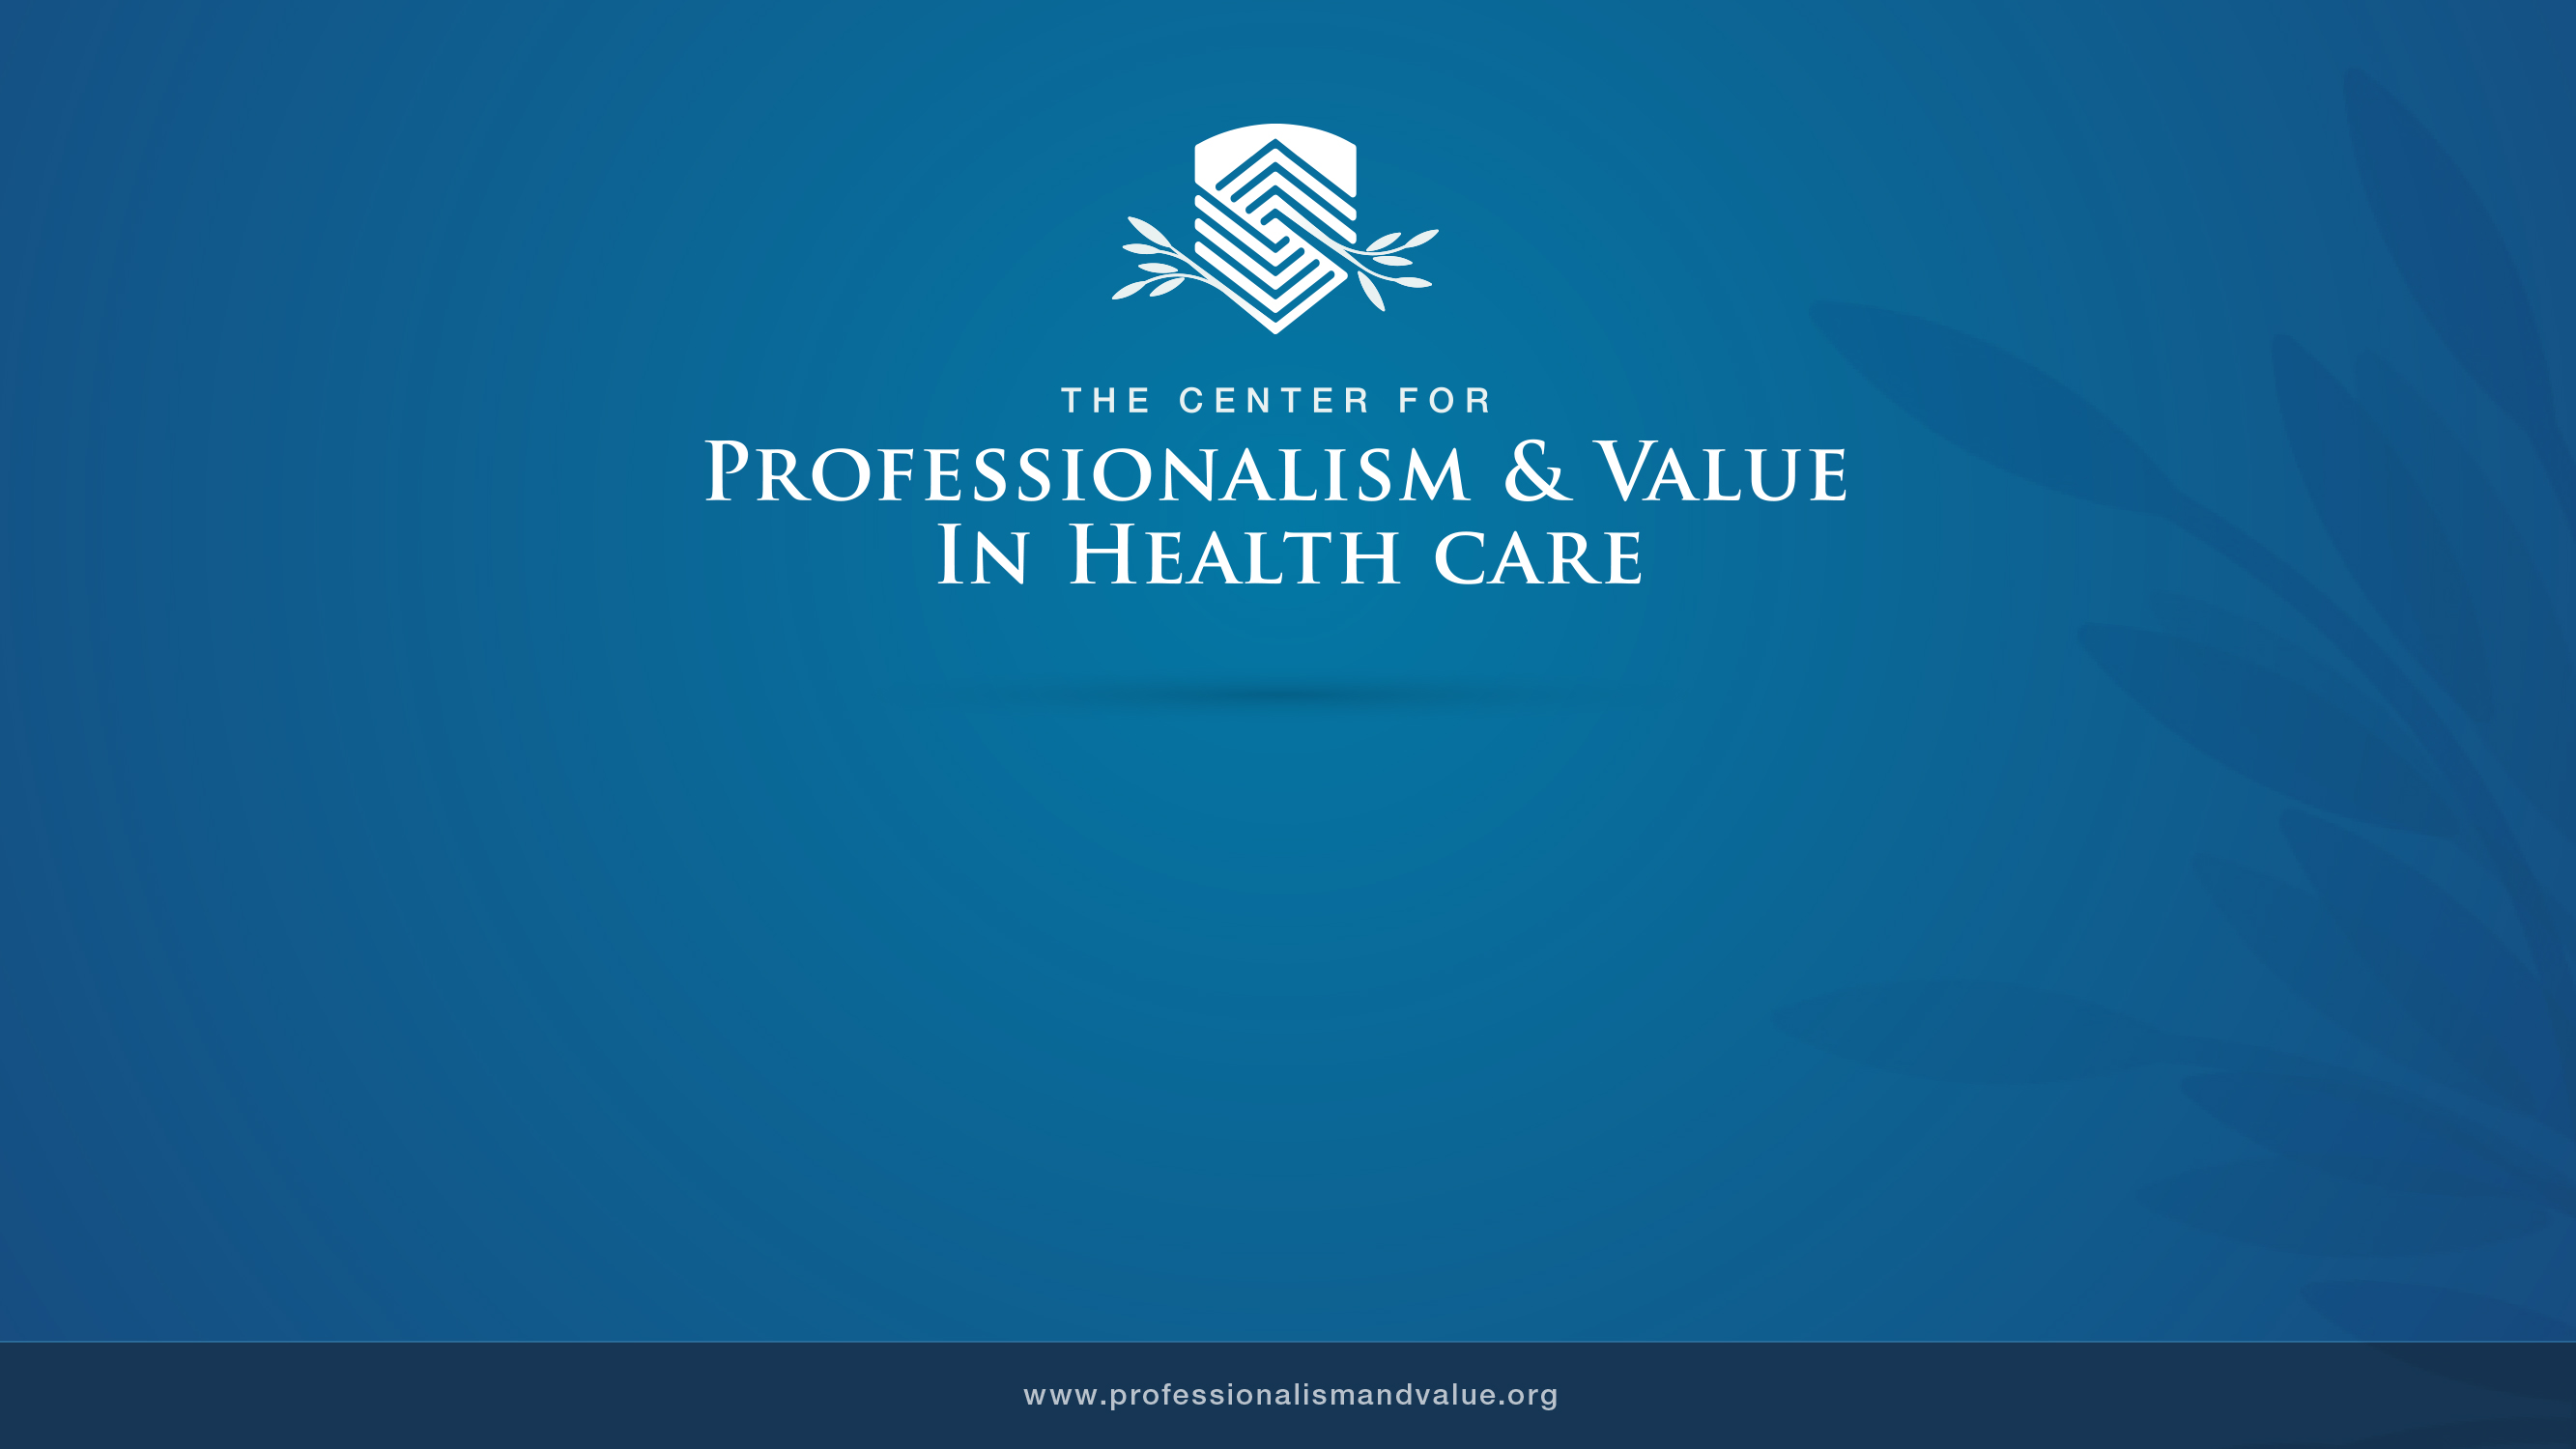 THE CENTER FOR
PROFESSIONALISM & VALUE
IN HEALTH CARE
www.professionalismandvalue.org